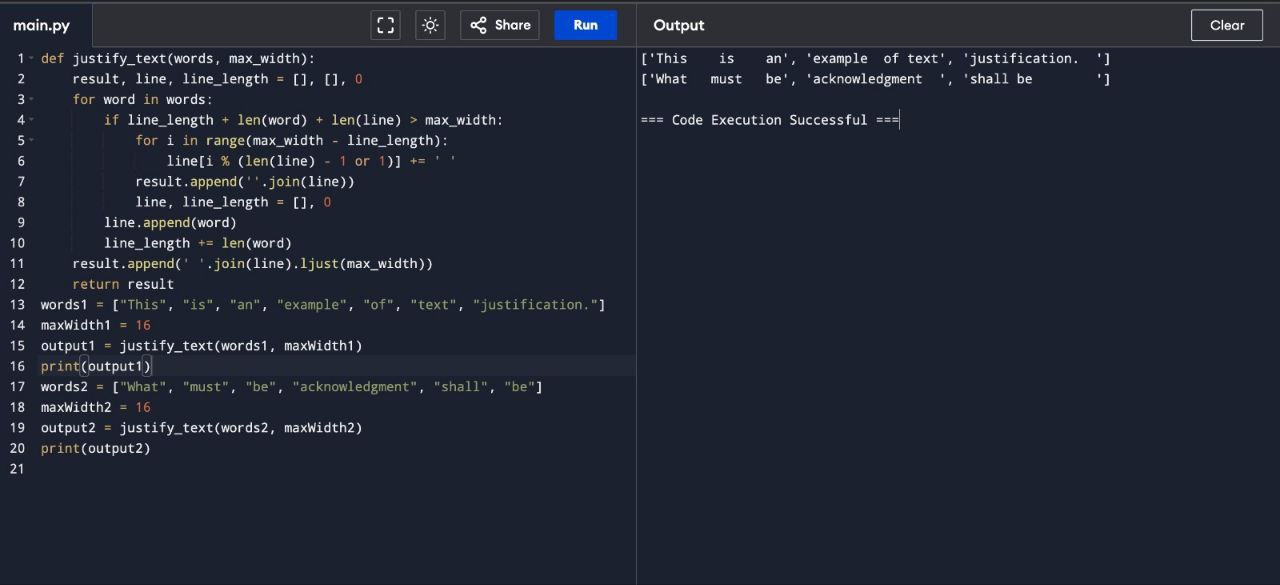 main.py
Share
Run
Output
Clear
1 def justify_text(words, max_width):
2     result, line, line_length = [], [], 0
3     for word in words:
4         if line_length + len(word) + len(line) > max_width:
5             for i in range(max_width - line_length):
6                 line[i % (len(line) - 1 or 1)] += ' '
7             result.append(''.join(line))
8             line, line_length = [], 0
9         line.append(word)
10         line_length += len(word)
11     result.append(' '.join(line).ljust(max_width))
12     return result
13 words1 = ["This", "is", "an", "example", "of", "text", "justification."]
14 maxWidth1 = 16
15 output1 = justify_text(words1, maxWidth1)
16 print(output1)
17 words2 = ["What", "must", "be", "acknowledgment", "shall", "be"]
18 maxWidth2 = 16
19 output2 = justify_text(words2, maxWidth2)
20 print(output2)
21
['This    is    an', 'example  of text', 'justification.  ']
['What   must   be', 'acknowledgment  ', 'shall be        ']
=== Code Execution Successful ===